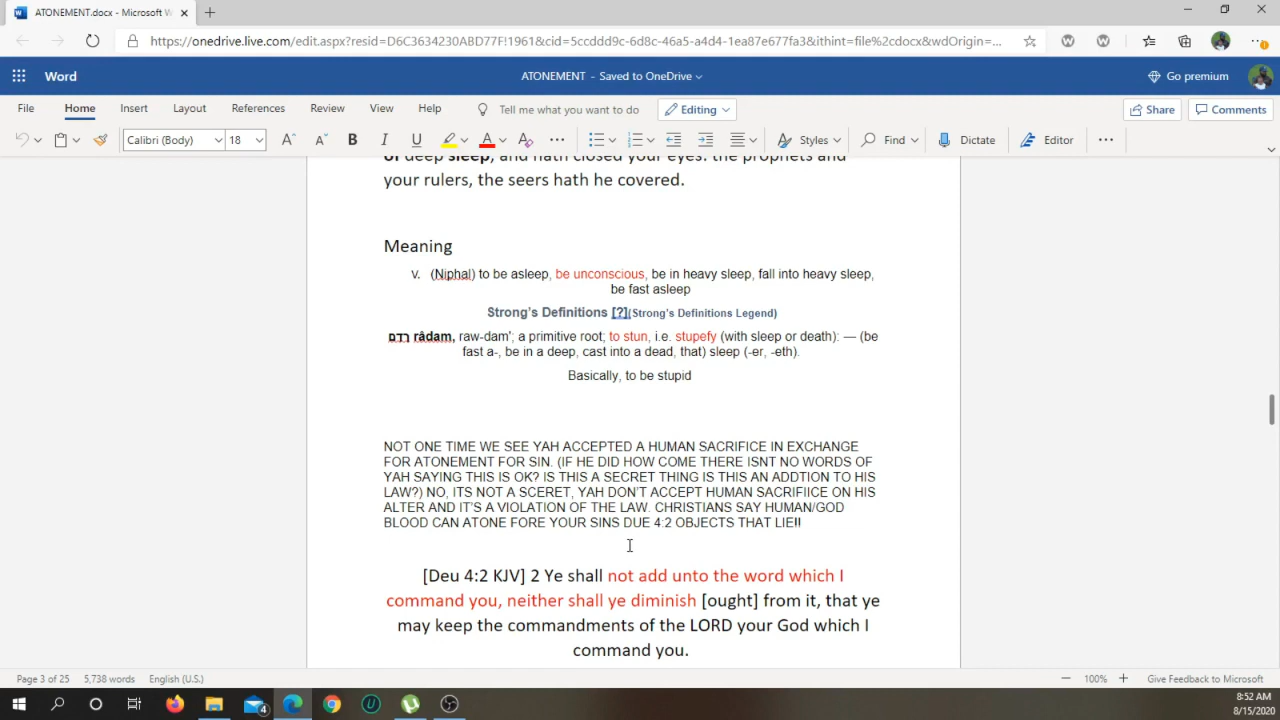 ATONEMENT.docx - Microsoft W
https://onedrive.live.com/edit.aspx?resid=D6C3634230ABD77F!1961&cid=5ccddd9c-6d8c-46a5-a4d4-1ea87e677fa3&ithint=file%2cdocx&wdOrigin=...
Word
ATONEMENT - Saved to OneDrive
Go premium
File Home Insert Layout References Review View Help Tell me what you want to do Editing Share Comments
Calibri (Body) 18 B I U A Styles Find Dictate Editor
of deep sleep, and hath closed your eyes: the prophets and
your rulers, the seers hath he covered.
Meaning
v. (Niphal) to be asleep, be unconscious, be in heavy sleep, fall into heavy sleep,
be fast asleep
Strong's Definitions [?](Strong's Definitions Legend)
רדם râdam, raw-dam'; a primitive root; to stun, i.e. stupefy (with sleep or death): — (be
fast a-, be in a deep, cast into a dead, that) sleep (-er, -eth).
Basically, to be stupid
NOT ONE TIME WE SEE YAH ACCEPTED A HUMAN SACRIFICE IN EXCHANGE
FOR ATONEMENT FOR SIN. (IF HE DID HOW COME THERE ISNT NO WORDS OF
YAH SAYING THIS IS OK? IS THIS A SECRET THING IS THIS AN ADDTION TO HIS
LAW?) NO, ITS NOT A SCERET, YAH DON'T ACCEPT HUMAN SACRIFIICE ON HIS
ALTER AND IT'S A VIOLATION OF THE LAW. CHRISTIANS SAY HUMAN/GOD
BLOOD CAN ATONE FORE YOUR SINS DUE 4:2 OBJECTS THAT LIE!!
[Deu 4:2 KJV] 2 Ye shall not add unto the word which I
command you, neither shall ye diminish [ought] from it, that ye
may keep the commandments of the LORD your God which I
command you.
Page 3 of 25 5,738 words English (U.S.) 100% Give Feedback to Microsoft
4
8:52 AM
8/15/2020